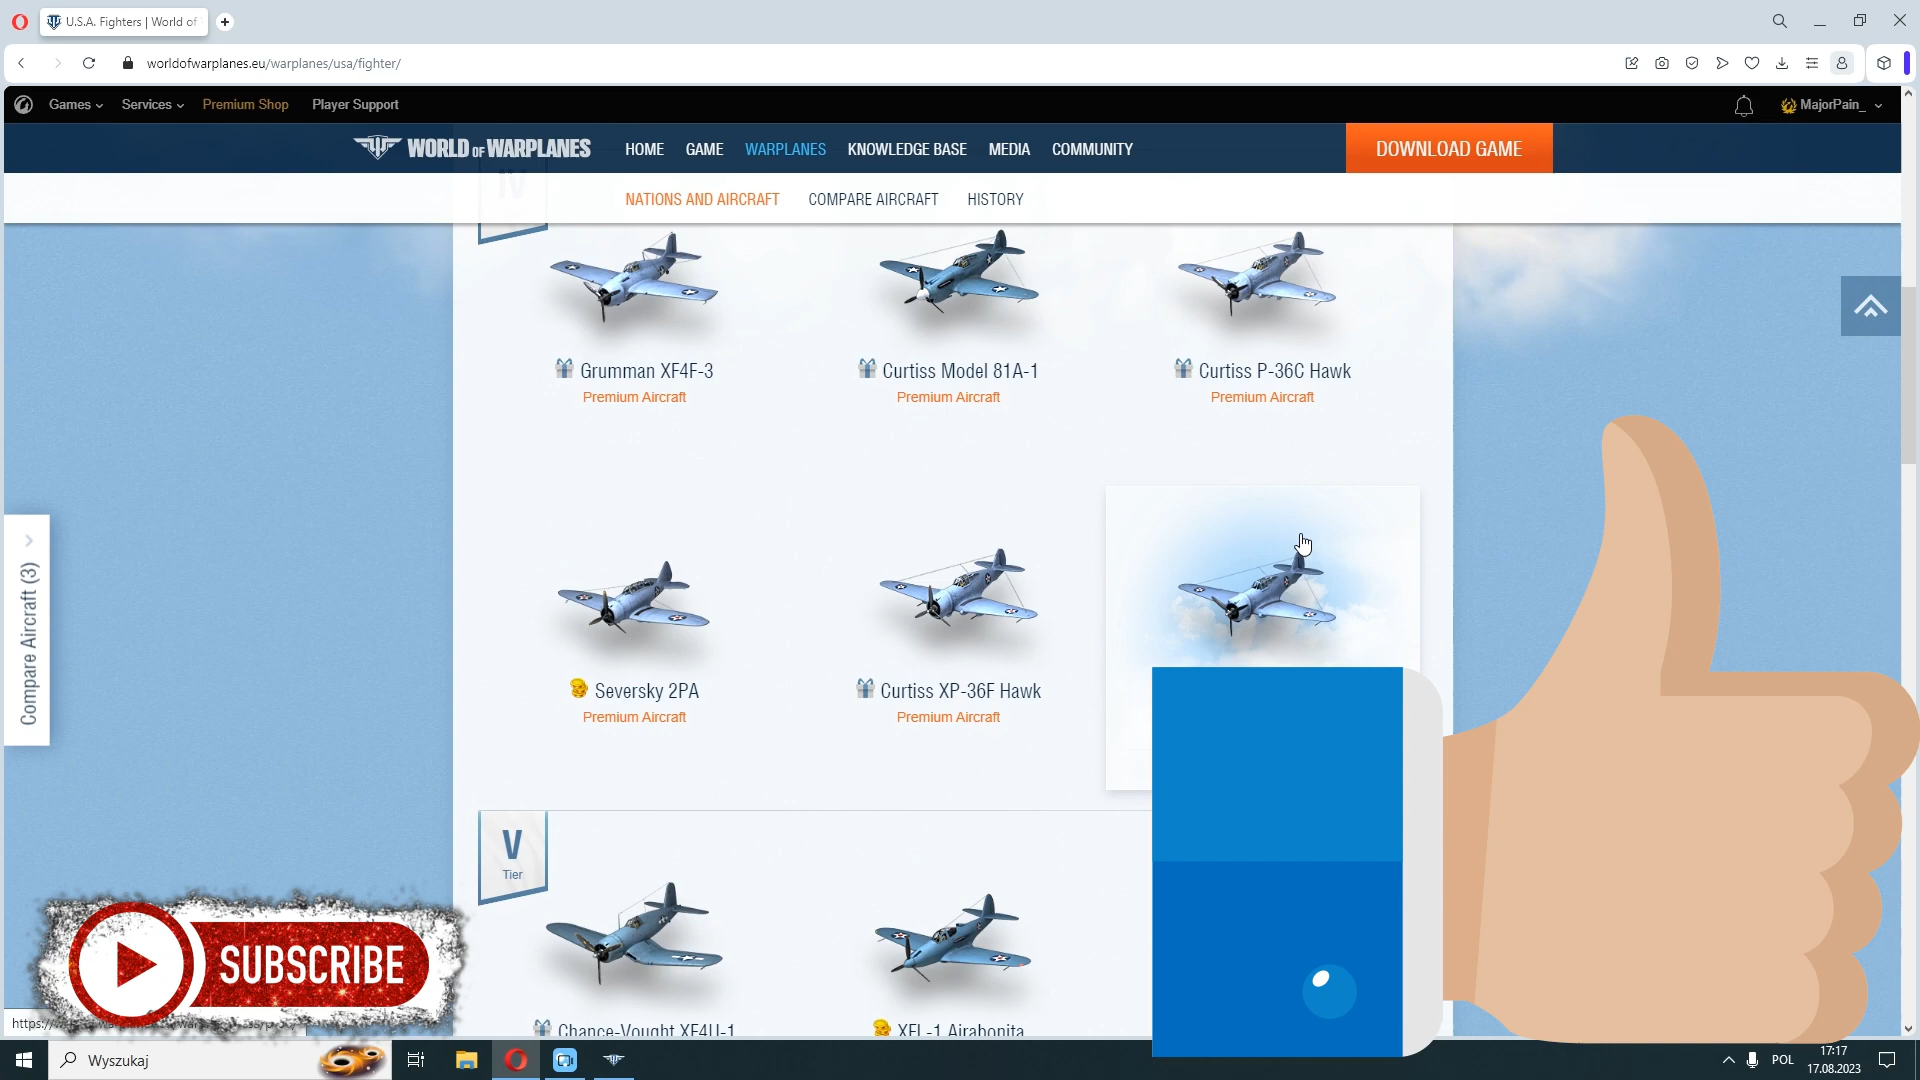 U.S.A. Fighters | World of
worldofwarplanes.eu/warplanes/usa/fighter/
Games Services Premium Shop Player Support
MajorPain_
WORLD OF WARPLANES
HOME GAME WARPLANES KNOWLEDGE BASE MEDIA COMMUNITY
DOWNLOAD GAME
IV
NATIONS AND AIRCRAFT COMPARE AIRCRAFT HISTORY
Grumman XF4F-3 Curtiss Model 81A-1 Curtiss P-36C Hawk
Premium Aircraft Premium Aircraft Premium Aircraft
Compare Aircraft (3)
Seversky 2PA Curtiss XP-36F Hawk
Premium Aircraft Premium Aircraft
V
Tier
SUBSCRIBE
https://
Chance-Vought XF4U-1 XFL-1 Airabonita
Wyszukaj
POL
17:17
17.08.2023